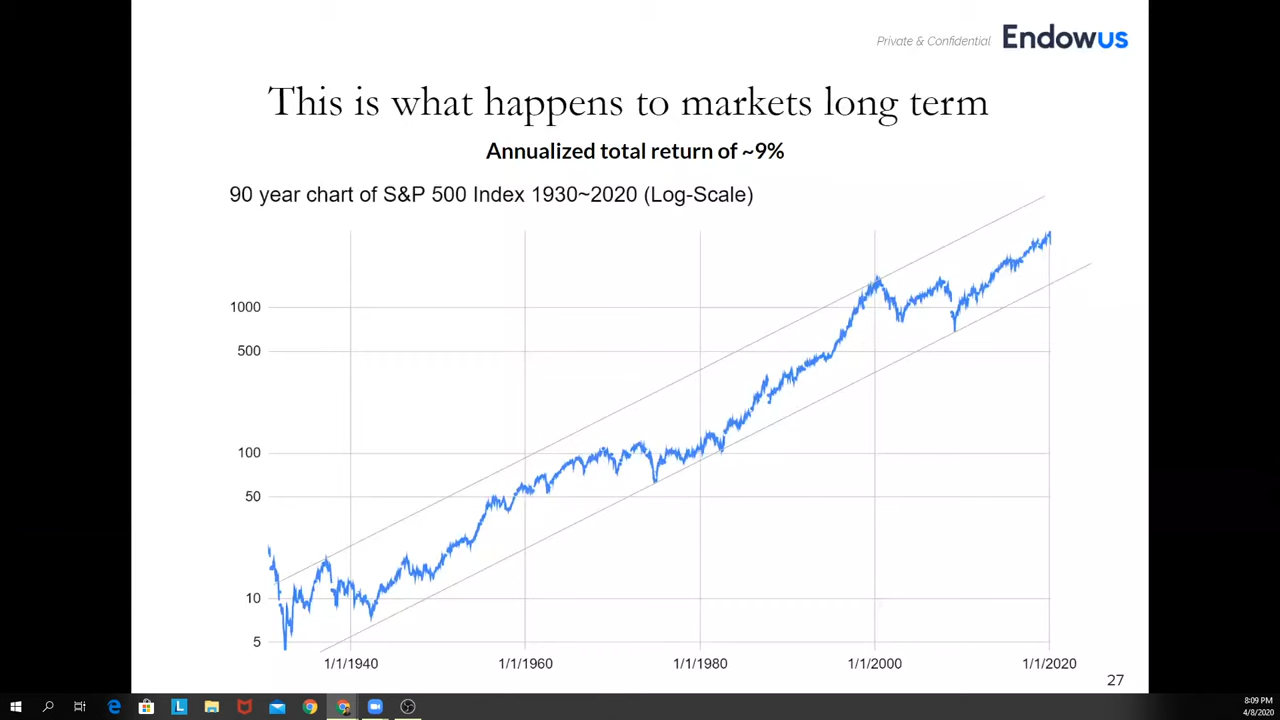 Private & Confidential Endowus
This is what happens to markets long term
Annualized total return of ~9%
90 year chart of S&P 500 Index 1930~2020 (Log-Scale)
1000
500
100
50
10
5
1/1/1940 1/1/1960 1/1/1980 1/1/2000 1/1/2020
27
8:09 PM
4/8/2020